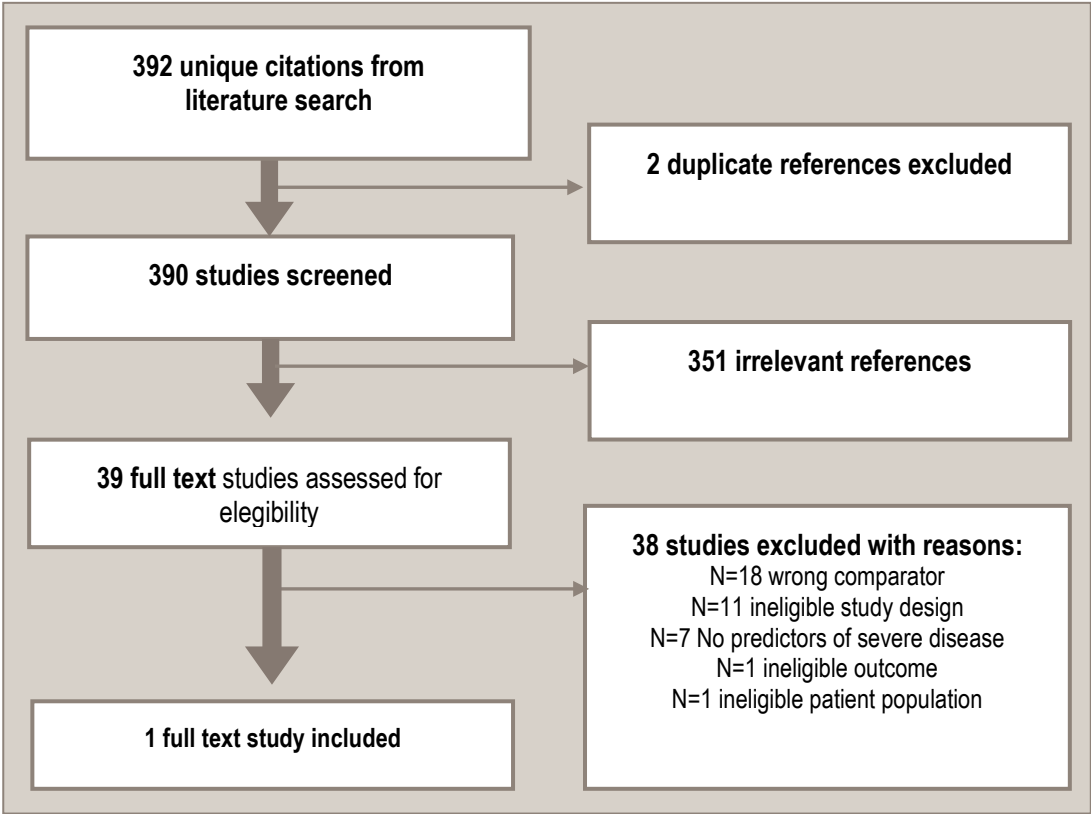 392 unique citations from
literature search
2 duplicate references excluded
390 studies screened
351 irrelevant references
39 full text studies assessed for
elegibility
38 studies excluded with reasons:
N=18 wrong comparator
N=11 ineligible study design
N=7 No predictors of severe disease
N=1 ineligible outcome
N=1 ineligible patient population
1 full text study included